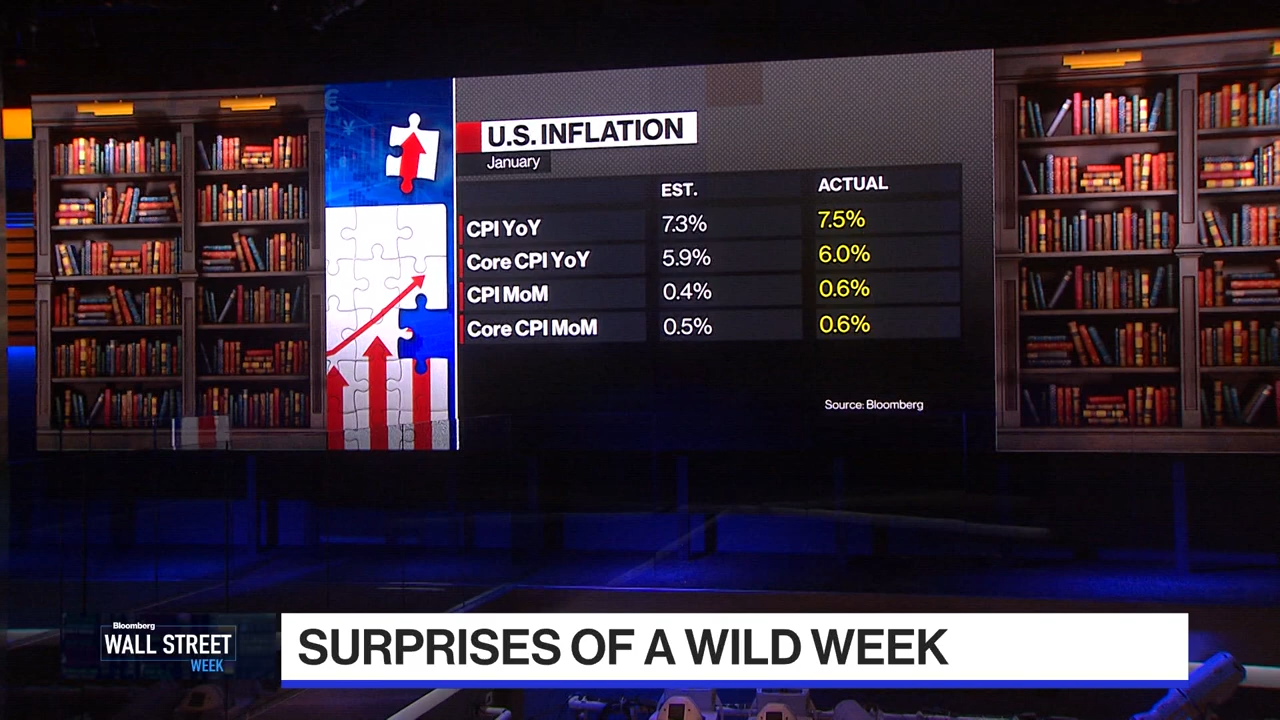 U.S. INFLATION
January
EST. ACTUAL
CPI YoY 7.3% 7.5%
Core CPI YoY 5.9% 6.0%
CPI MoM 0.4% 0.6%
Core CPI MoM 0.5% 0.6%
Source: Bloomberg
Bloomberg
WALL STREET
WEEK
SURPRISES OF A WILD WEEK